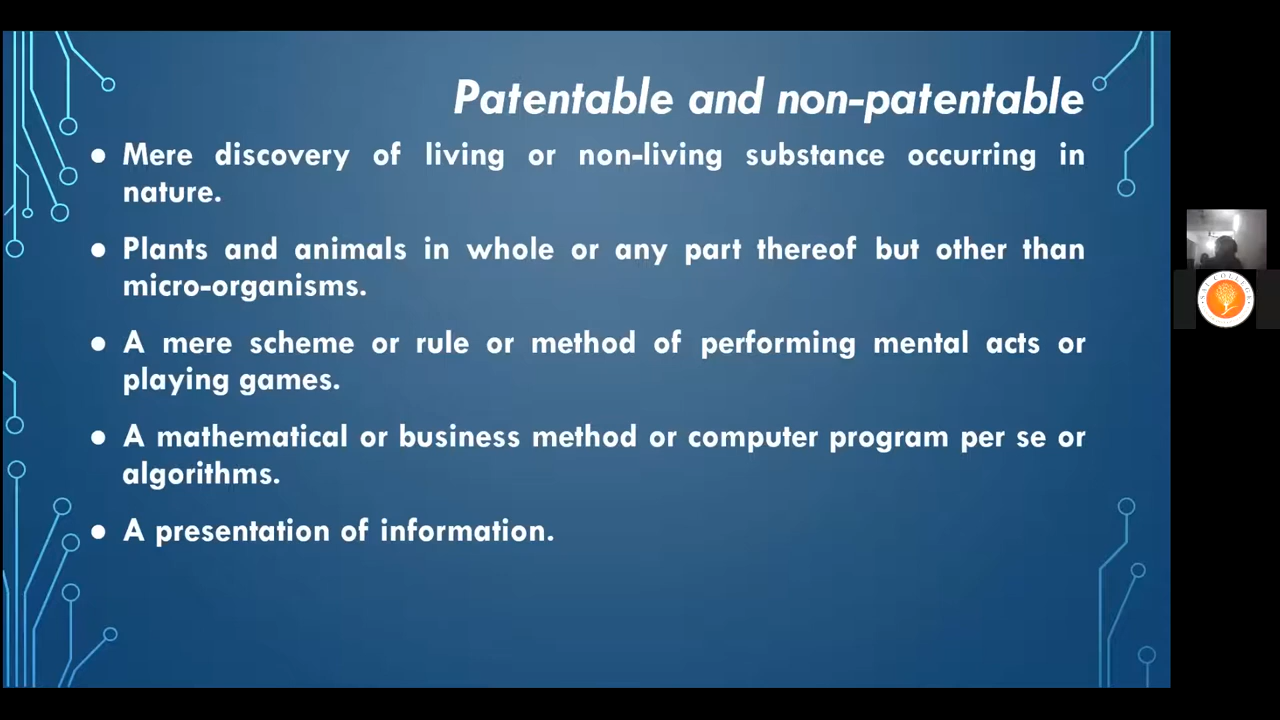 Patentable and non-patentable
● Mere discovery of living or non-living substance occurring in
nature.
● Plants and animals in whole or any part thereof but other than
micro-organisms.
● A mere scheme or rule or method of performing mental acts or
playing games.
● A mathematical or business method or computer program per se or
algorithms.
● A presentation of information.
SAL COLLEGE